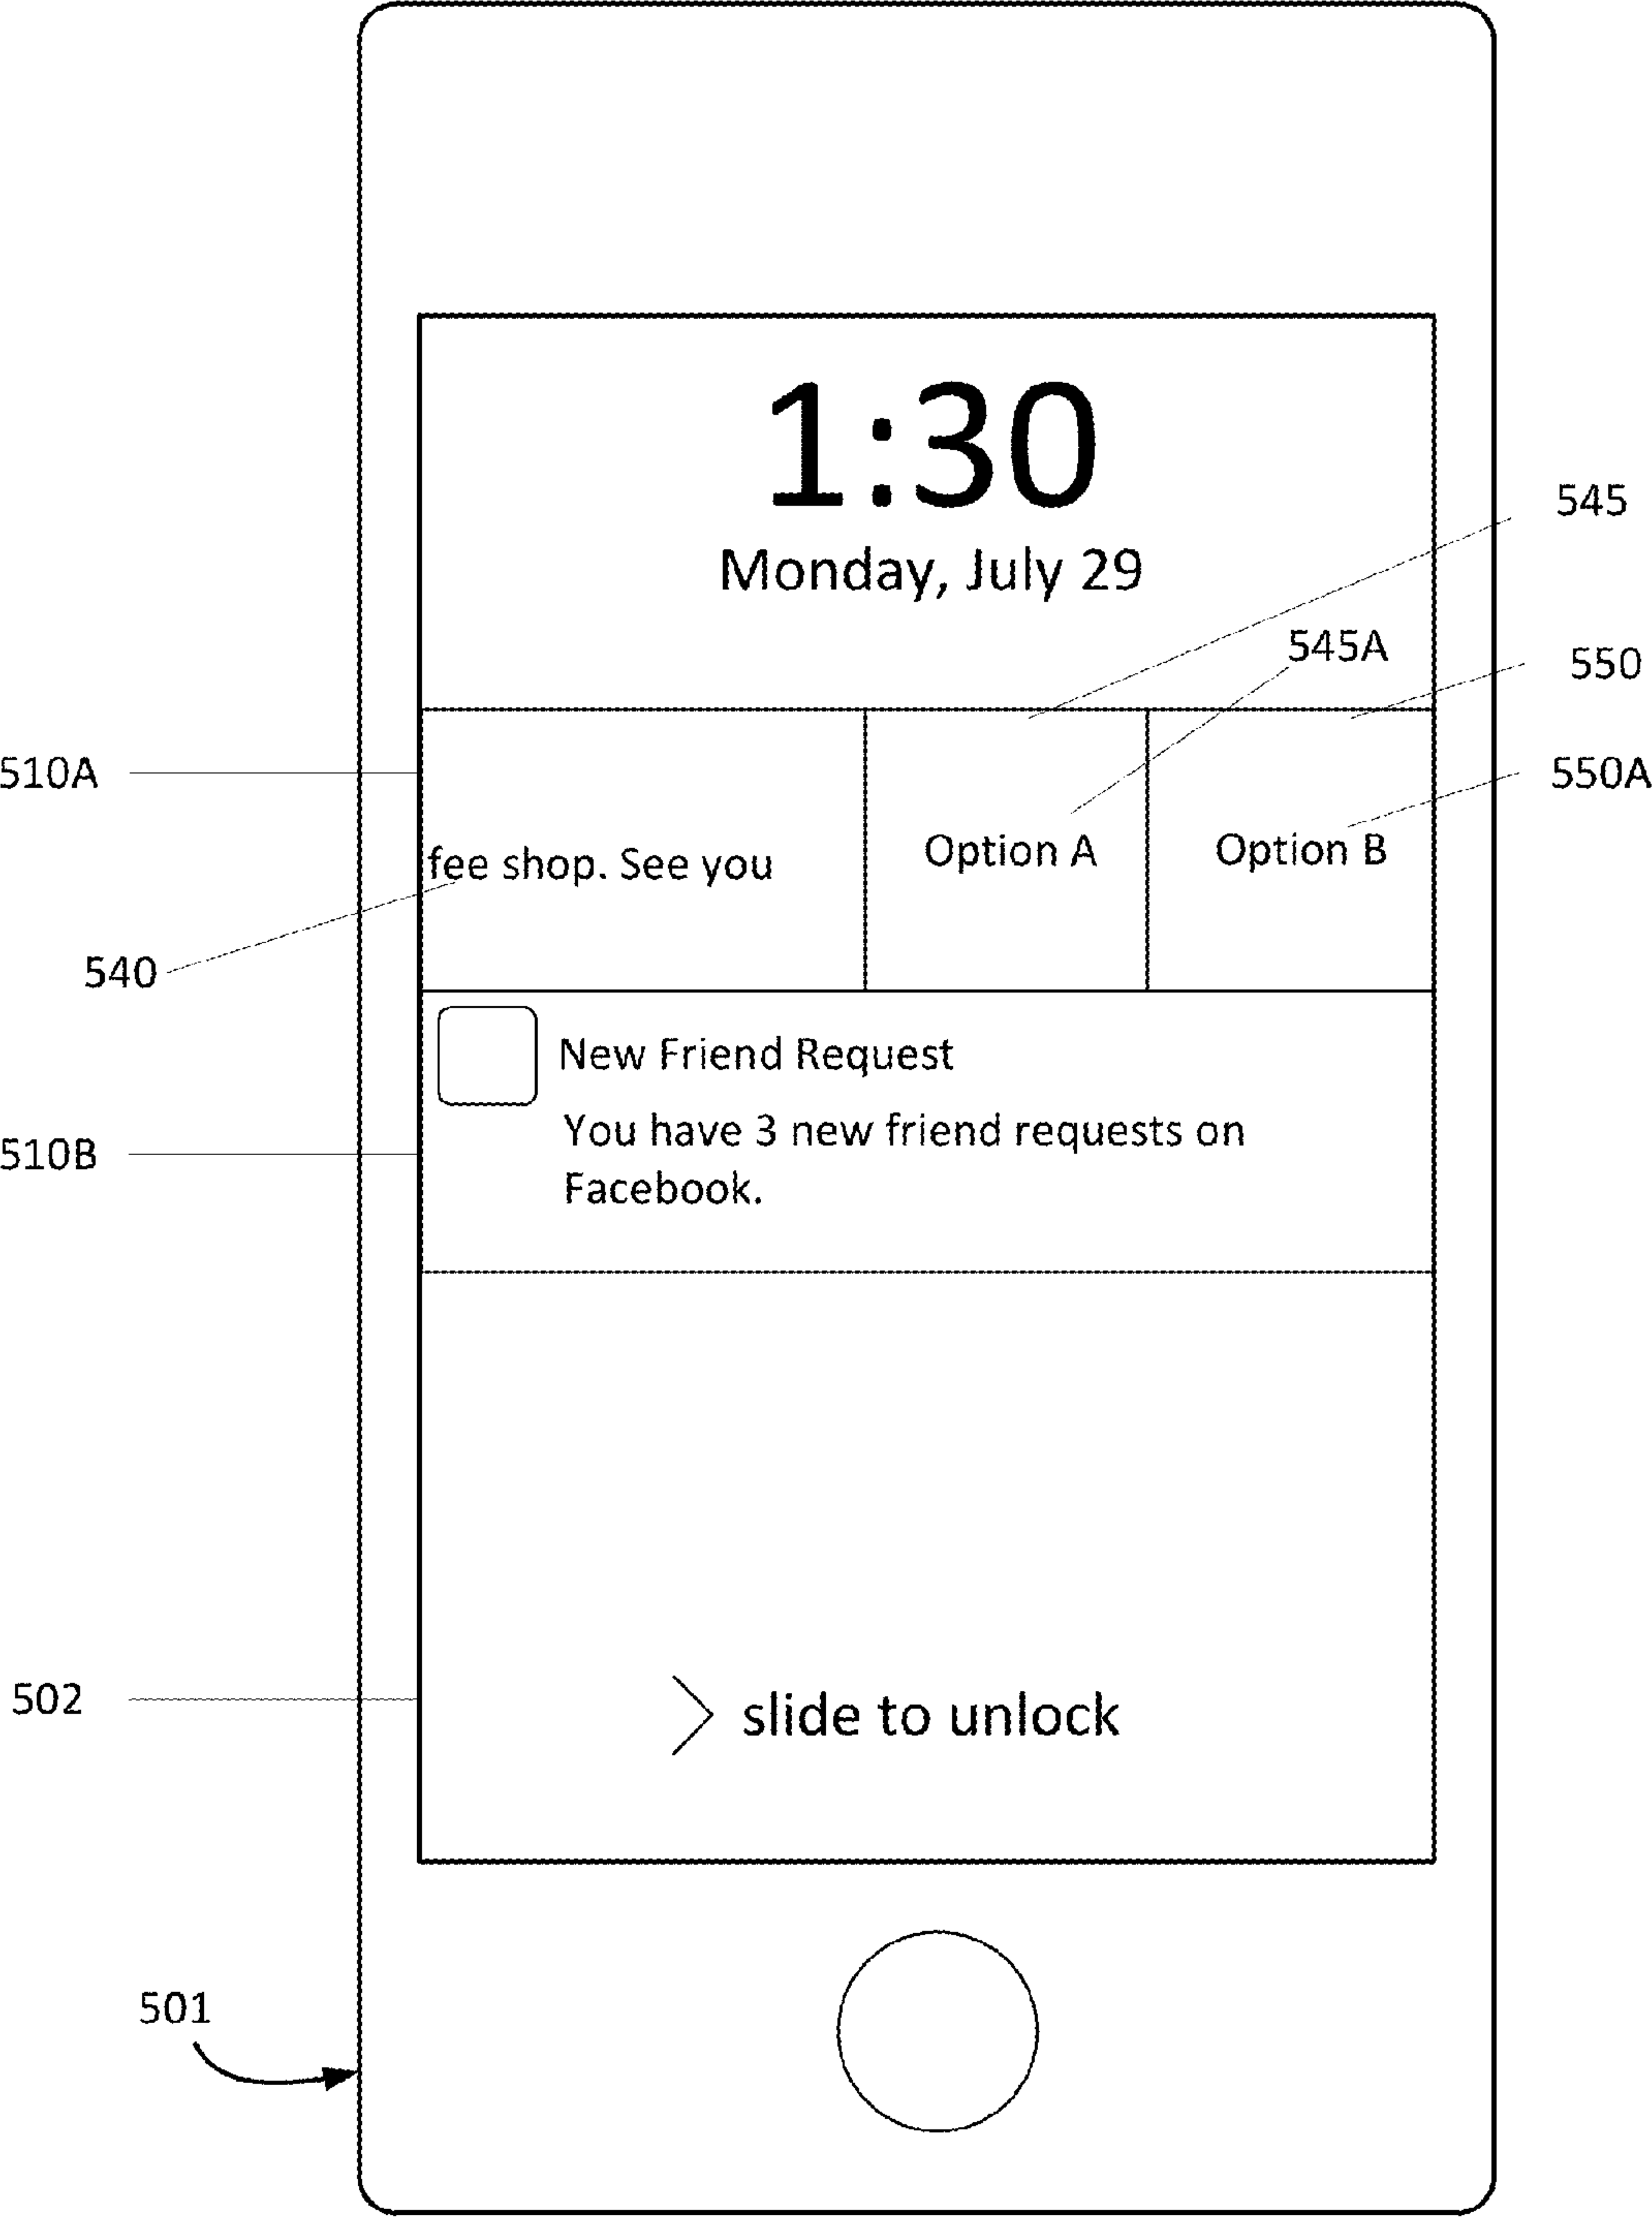 1:30
545
Monday, July 29
545A
550
510A
550A
fee shop. See you
Option A
Option B
540
New Friend Request
You have 3 new friend requests on
510B
Facebook.
502
slide to unlock
501